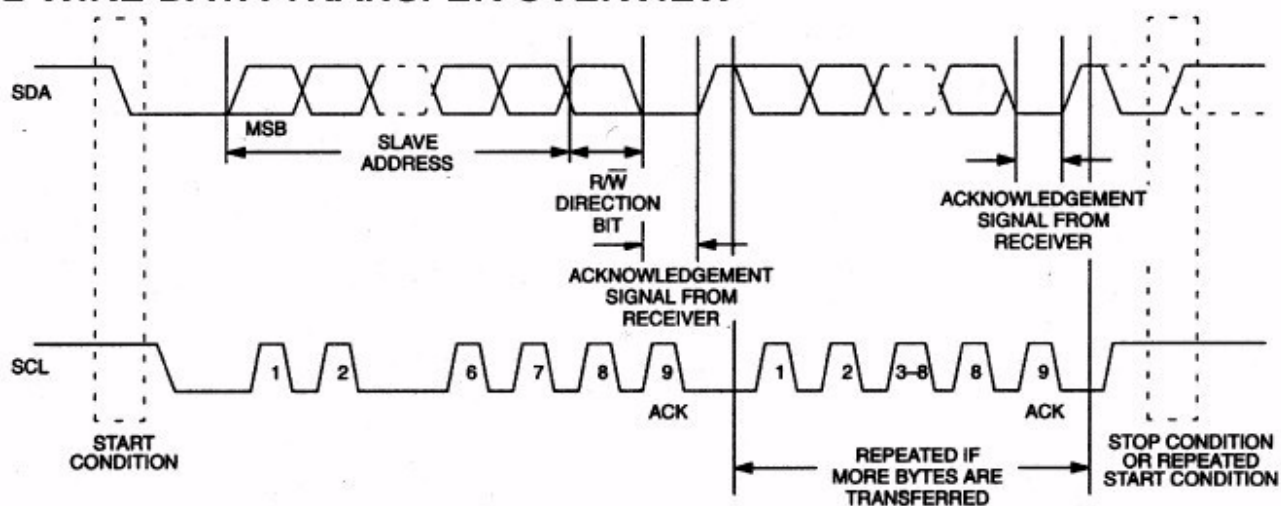 SDA
MSB
SLAVE
ADDRESS
R/W̅
DIRECTION
BIT
ACKNOWLEDGEMENT
SIGNAL FROM
RECEIVER
ACKNOWLEDGEMENT
SIGNAL FROM
RECEIVER
SCL
1 2 6 7 8 9 1 2 3–8 8 9
ACK ACK
START
CONDITION
REPEATED IF
MORE BYTES ARE
TRANSFERRED
STOP CONDITION
OR REPEATED
START CONDITION